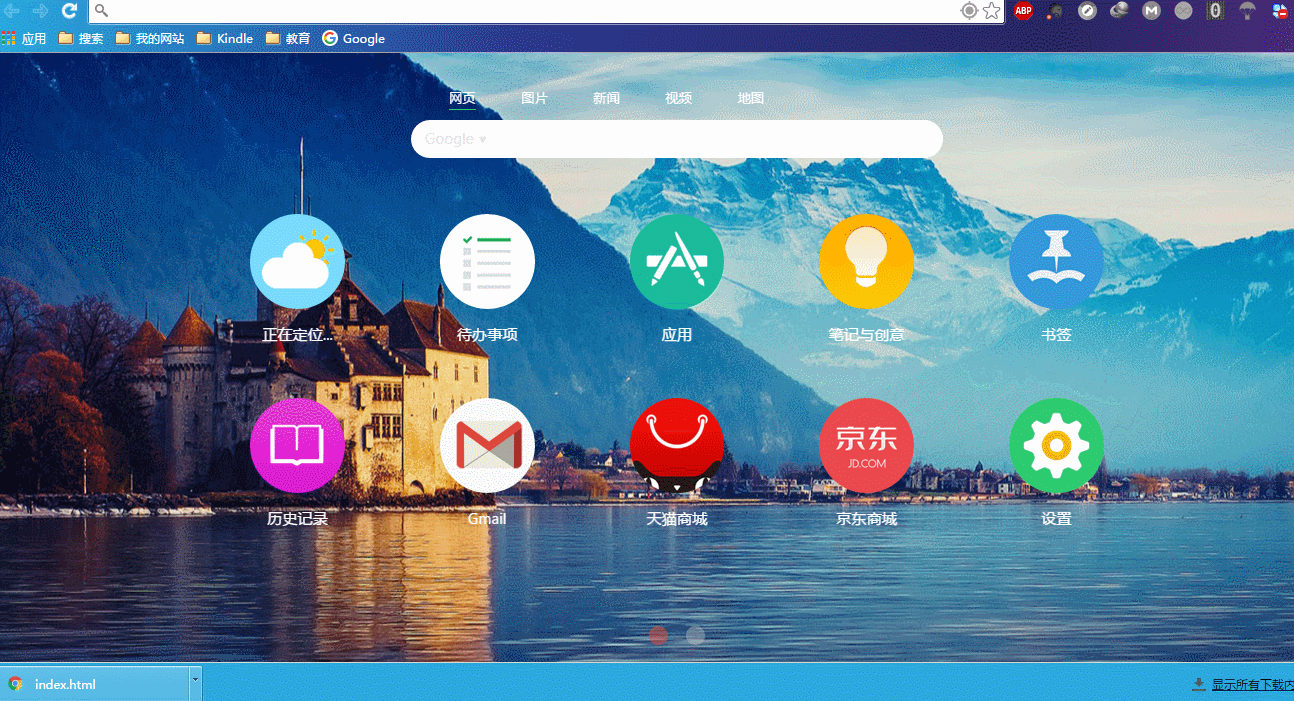 ABP
M
0
应用 搜索 我的网站 Kindle 教育 Google
网页 图片 新闻 视频 地图
Google ▾
正在定位... 待办事项 应用 笔记与创意 书签
京东
JD.COM
历史记录 Gmail 天猫商城 京东商城 设置
index.html 显示所有下载内